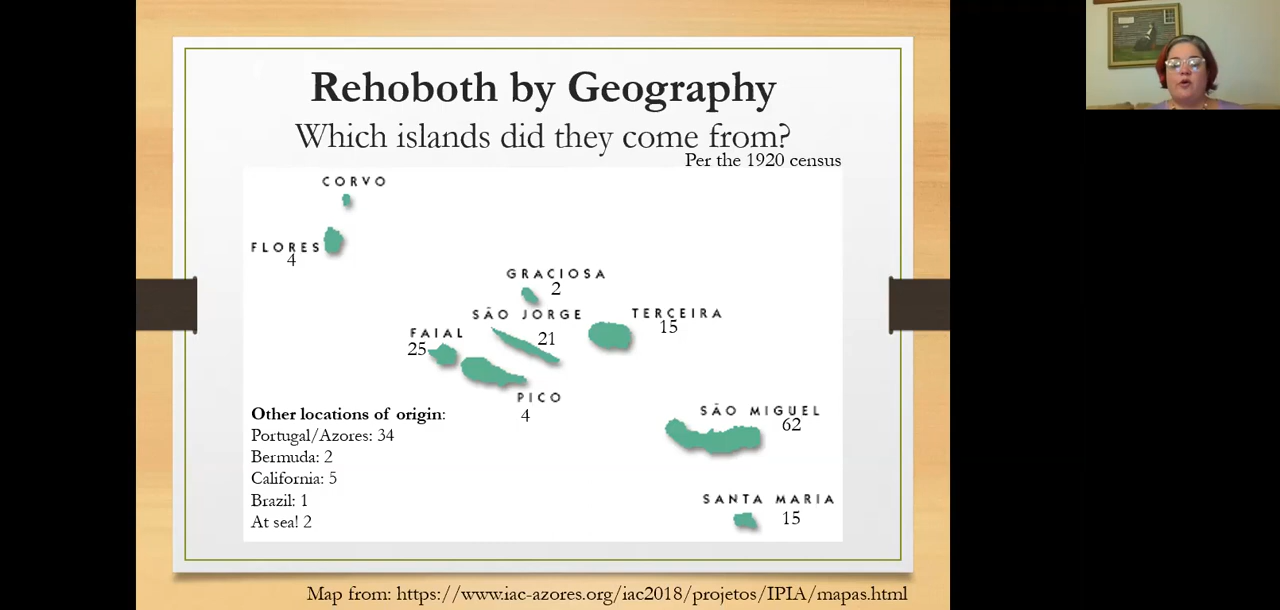 Rehoboth by Geography
Which islands did they come from?
Per the 1920 census
CORVO
FLORES
4
GRACIOSA
2
SÃO JORGE
21
TERCEIRA
15
FAIAL
25
PICO
4
SÃO MIGUEL
62
SANTA MARIA
15
Other locations of origin:
Portugal/Azores: 34
Bermuda: 2
California: 5
Brazil: 1
At sea! 2
Map from: https://www.iac-azores.org/iac2018/projetos/IPIA/mapas.html